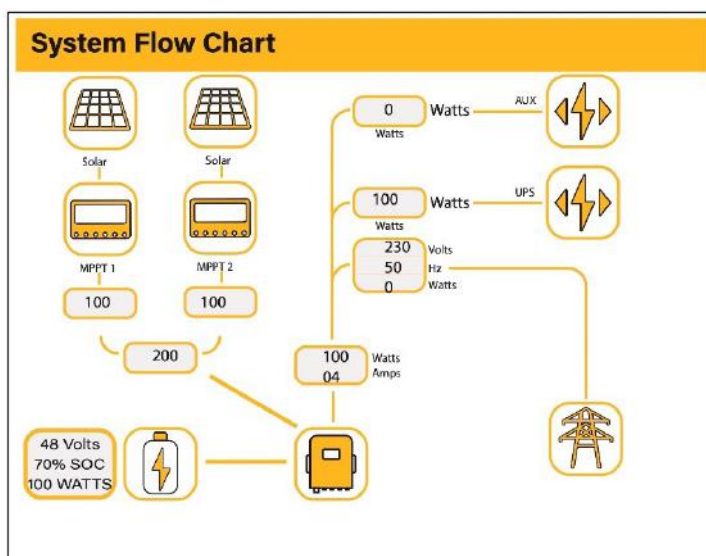 System Flow Chart
Solar
Solar
MPPT 1
MPPT 2
100
100
200
48 Volts
70% SOC
100 WATTS
0 Watts
Watts
AUX
100 Watts
Watts
UPS
230 Volts
50 Hz
0 Watts
100 Watts
04 Amps